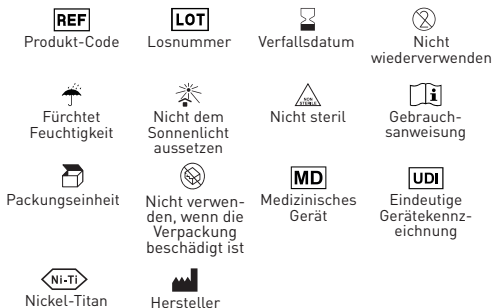 REF
LOT
2
Produkt-Code
Losnummer
Verfallsdatum
Nicht
wiederverwenden
NON
STERILE
i
Fürchtet
Feuchtigkeit
Nicht dem
Sonnenlicht
aussetzen
Nicht steril
Gebrauch-
sanweisung
MD
UDI
Packungseinheit
Nicht verwen-
den, wenn die
Verpackung
beschädigt ist
Medizinisches
Gerät
Eindeutige
Gerätekennz-
eichnung
Ni-Ti
Nickel-Titan
Hersteller